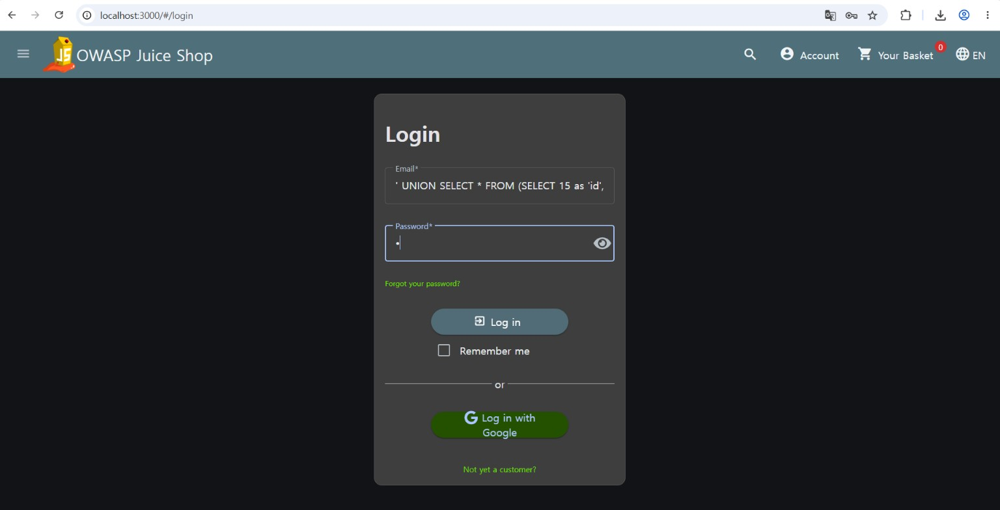 localhost:3000/#/login
OWASP Juice Shop
Account
Your Basket
0
EN
Login
Email*
' UNION SELECT * FROM (SELECT 15 as 'id',
Password*
•
Forgot your password?
Log in
Remember me
or
G Log in with
Google
Not yet a customer?